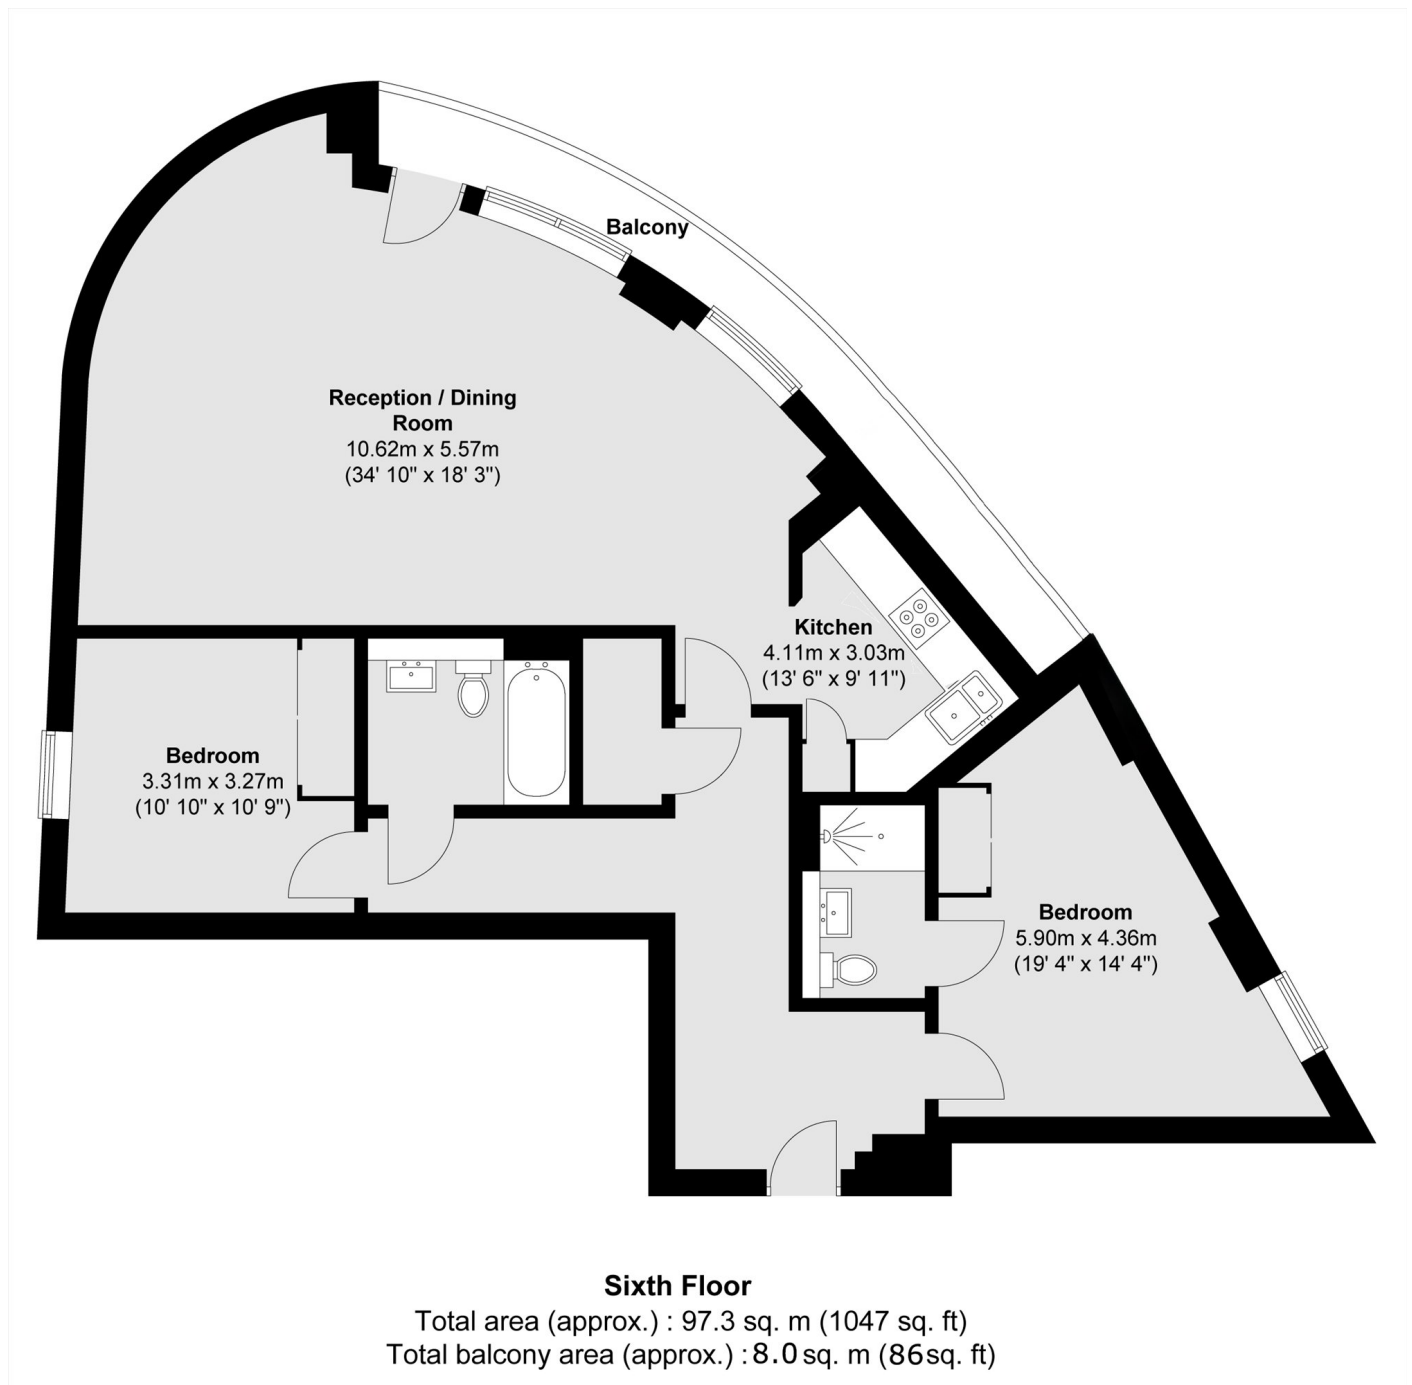 Balcony
Reception / Dining
Room
10.62m x 5.57m
(34' 10" x 18' 3")
Kitchen
4.11m x 3.03m
(13' 6" x 9' 11")
Bedroom
3.31m x 3.27m
(10' 10" x 10' 9")
Bedroom
5.90m x 4.36m
(19' 4" x 14' 4")
Sixth Floor
Total area (approx.) : 97.3 sq. m (1047 sq. ft)
Total balcony area (approx.) : 8.0 sq. m (86 sq. ft)